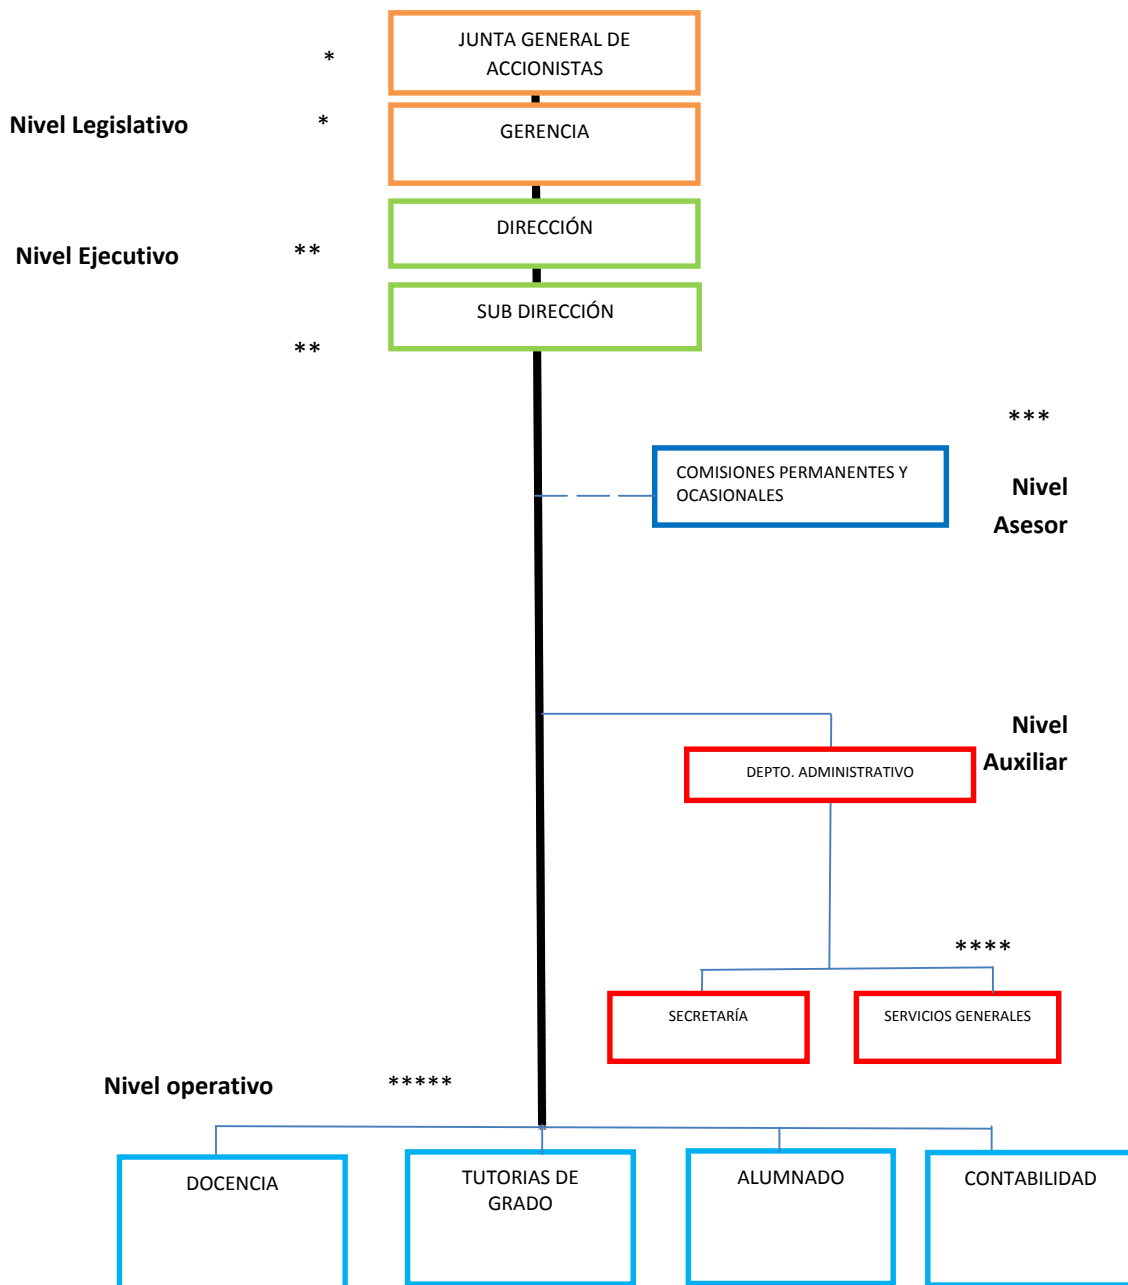 JUNTA GENERAL DE
ACCIONISTAS
*
Nivel Legislativo
*
GERENCIA
DIRECCIÓN
Nivel Ejecutivo
**
SUB DIRECCIÓN
**
***
COMISIONES PERMANENTES Y
OCASIONALES
Nivel
Asesor
Nivel
Auxiliar
DEPTO. ADMINISTRATIVO
****
SECRETARÍA
SERVICIOS GENERALES
Nivel operativo
*****
DOCENCIA
TUTORIAS DE
GRADO
ALUMNADO
CONTABILIDAD